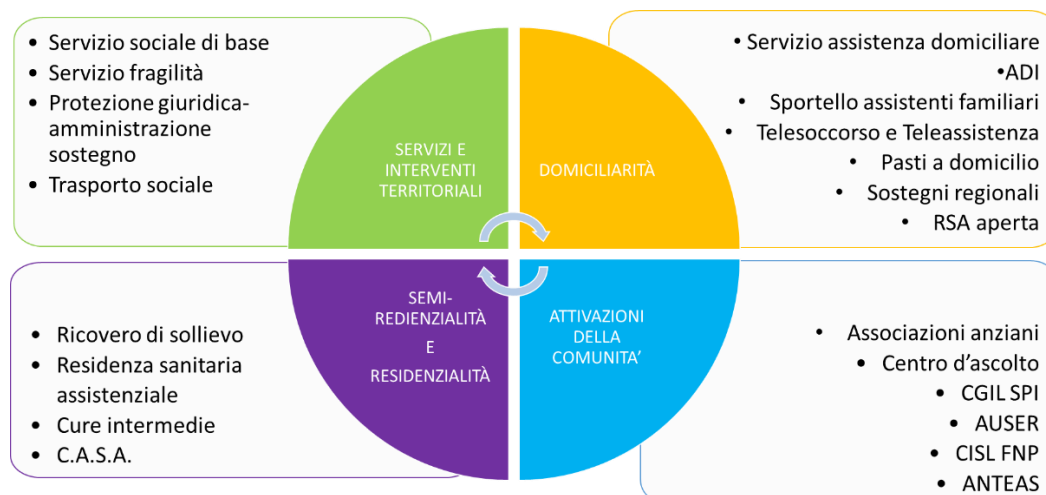 • Servizio sociale di base
• Servizio fragilità
• Protezione giuridica-
amministrazione
sostegno
• Trasporto sociale
SERVIZI E
INTERVENTI
TERRITORIALI
DOMICILIARITÀ
• Servizio assistenza domiciliare
•ADI
• Sportello assistenti familiari
• Telesoccorso e Teleassistenza
• Pasti a domicilio
• Sostegni regionali
• RSA aperta
• Ricovero di sollievo
• Residenza sanitaria
assistenziale
• Cure intermedie
• C.A.S.A.
SEMI-
REDIENZIALITÀ
E
RESIDENZIALITÀ
ATTIVAZIONI
DELLA
COMUNITA’
• Associazioni anziani
• Centro d’ascolto
• CGIL SPI
• AUSER
• CISL FNP
• ANTEAS